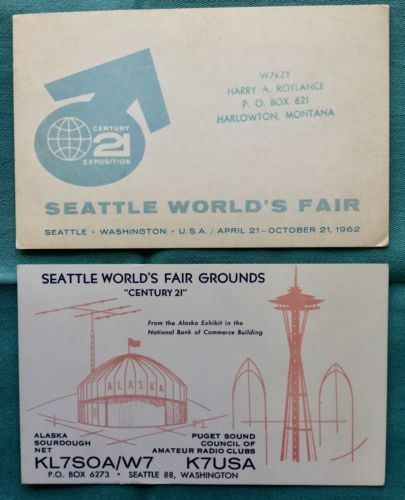 W7KZY
HARRY A. ROYLANCE
P. O. BOX 621
HARLOWTON, MONTANA
CENTURY
21
EXPOSITION
SEATTLE WORLD'S FAIR
SEATTLE • WASHINGTON • U.S.A. / APRIL 21–OCTOBER 21, 1962
SEATTLE WORLD'S FAIR GROUNDS
"CENTURY 21"
From the Alaska Exhibit in the
National Bank of Commerce Building
ALASKA
ALASKA
SOURDOUGH
NET
KL7SOA/W7
PUGET SOUND
COUNCIL OF
AMATEUR RADIO CLUBS
K7USA
P.O. BOX 6273 • SEATTLE 88, WASHINGTON